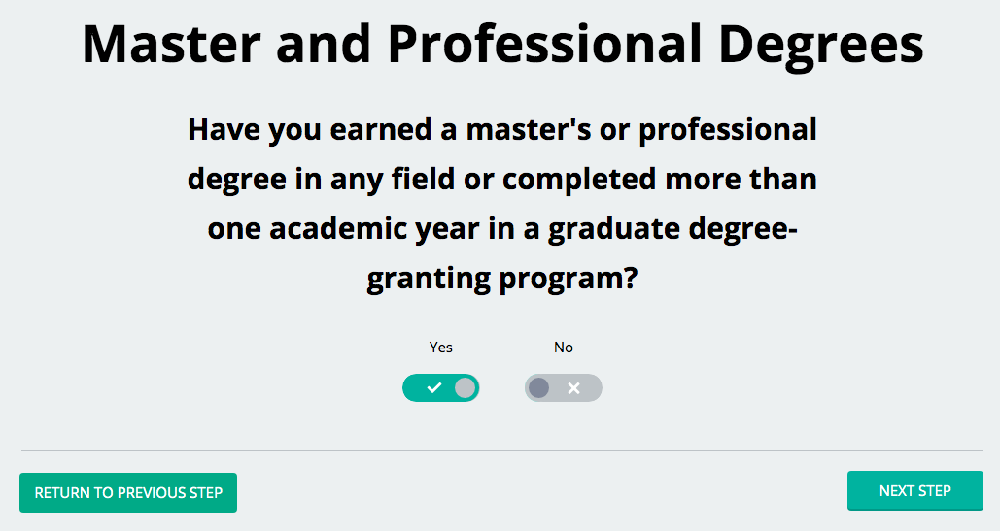 Master and Professional Degrees
Have you earned a master's or professional
degree in any field or completed more than
one academic year in a graduate degree-
granting program?
Yes No
RETURN TO PREVIOUS STEP NEXT STEP